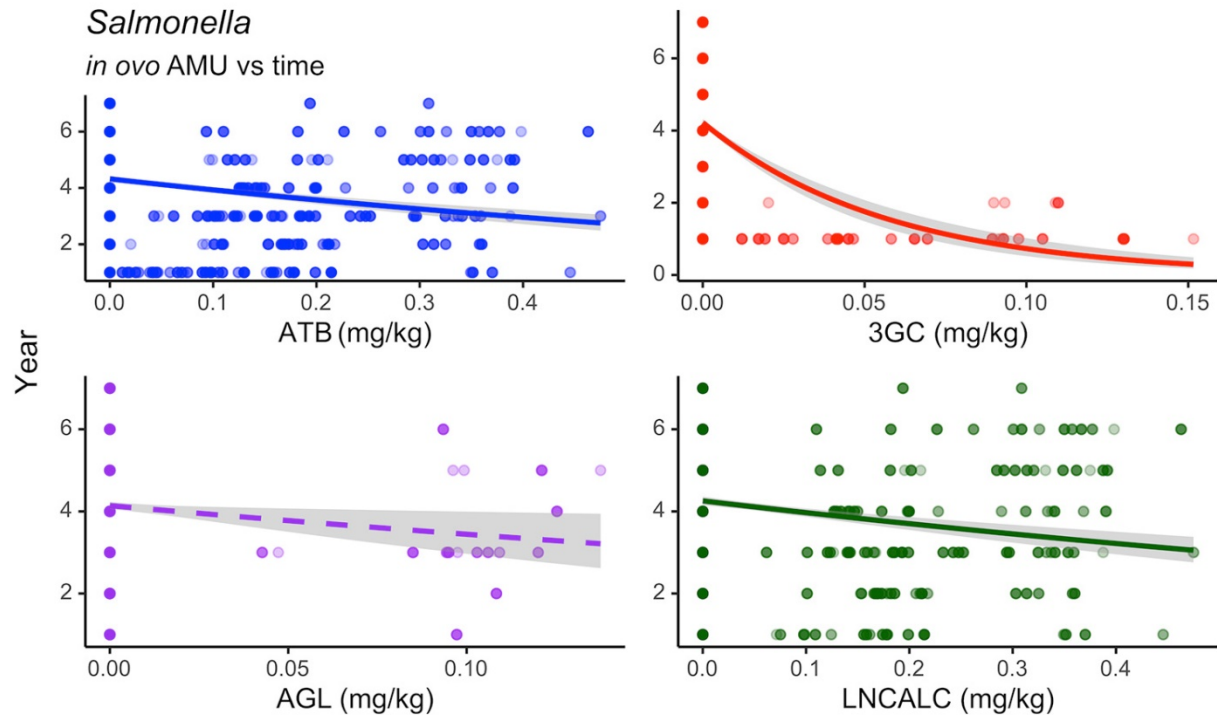 Salmonella
in ovo AMU vs time
Year
6
4
2
0.0 0.1 0.2 0.3 0.4
ATB (mg/kg)
6
4
2
0
0.00 0.05 0.10 0.15
3GC (mg/kg)
6
4
2
0.00 0.05 0.10
AGL (mg/kg)
6
4
2
0.0 0.1 0.2 0.3 0.4
LNCALC (mg/kg)